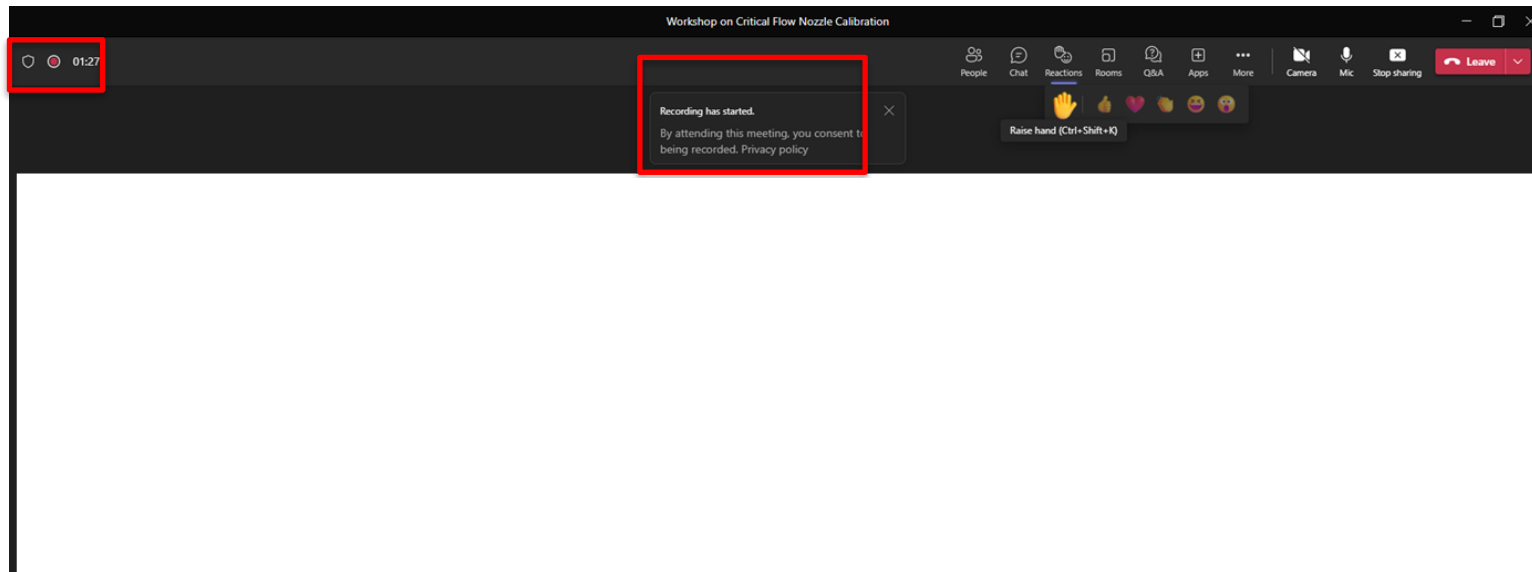 Workshop on Critical Flow Nozzle Calibration
01:27
People Chat Reactions Rooms Q&A Apps More Camera Mic Stop sharing Leave
Recording has started.
By attending this meeting, you consent to
being recorded. Privacy policy
Raise hand (Ctrl+Shift+K)